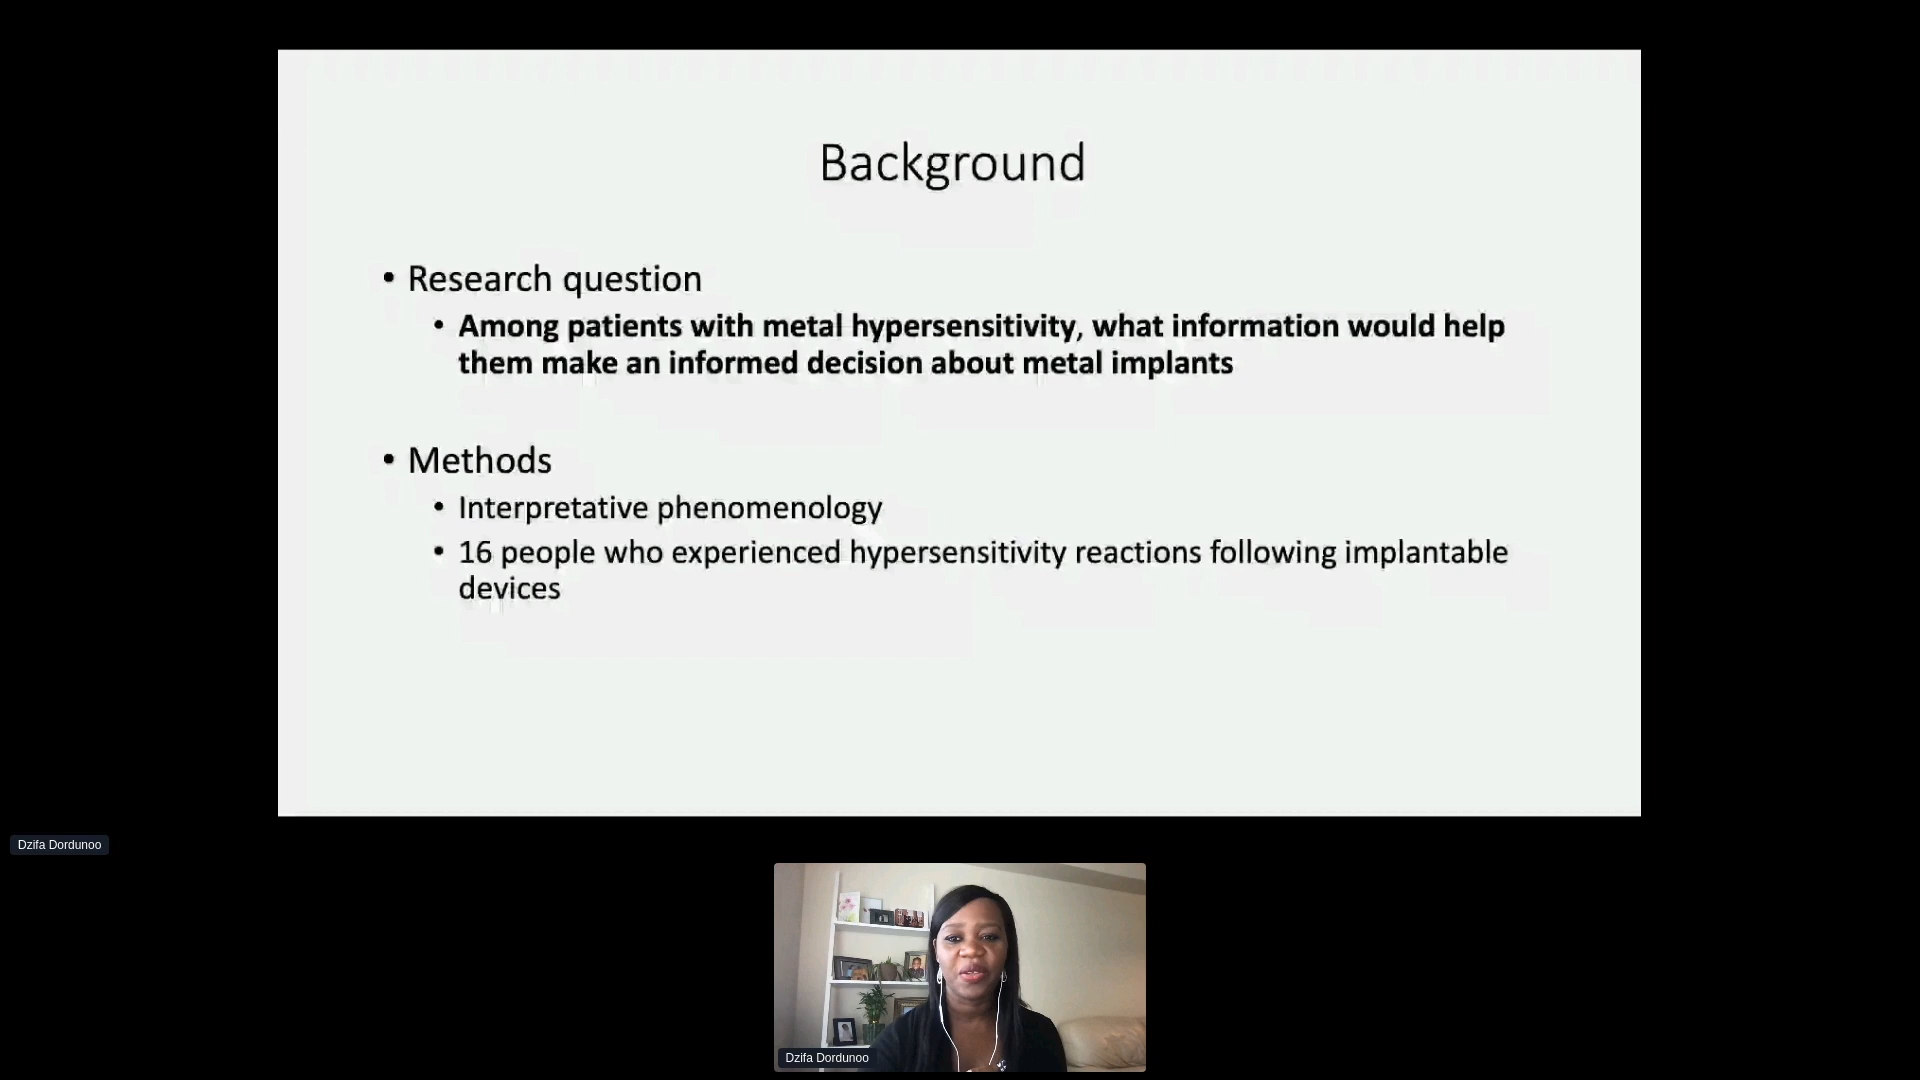 Background
• Research question
• Among patients with metal hypersensitivity, what information would help
them make an informed decision about metal implants
• Methods
• Interpretative phenomenology
• 16 people who experienced hypersensitivity reactions following implantable
devices
Dzifa Dordunoo
Dzifa Dordunoo